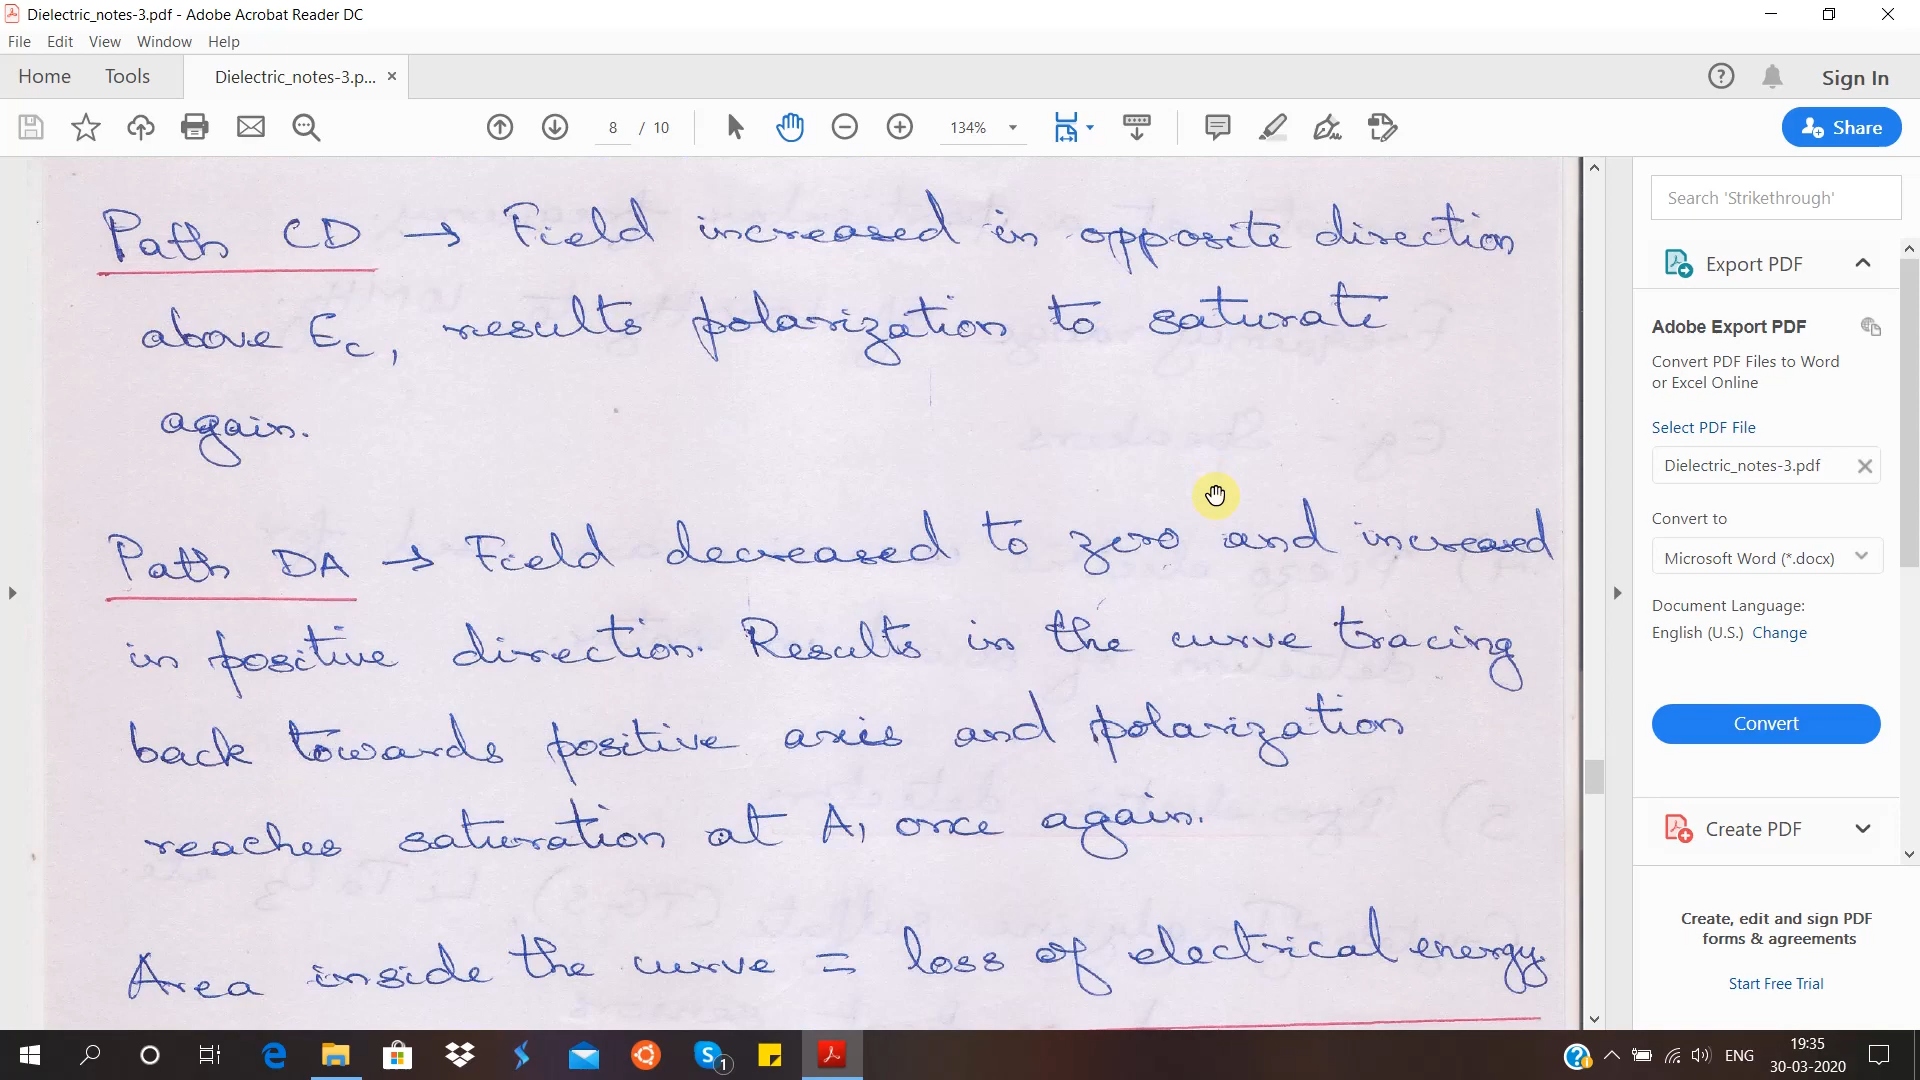 Dielectric_notes-3.pdf - Adobe Acrobat Reader DC
File Edit View Window Help
Home Tools Dielectric_notes-3.p... × Sign In
8 / 10 134% Share
Path CD → Field increased in opposite direction
above Ec, results polarization to saturate
again.
Path DA → Field decreased to zero and increased
in positive direction. Results in the curve tracing
back towards positive axis and polarization
reaches saturation at A, once again.
Area inside the curve = loss of electrical energy
Search 'Strikethrough'
Export PDF
Adobe Export PDF
Convert PDF Files to Word
or Excel Online
Select PDF File
Dielectric_notes-3.pdf
Convert to
Microsoft Word (*.docx)
Document Language:
English (U.S.) Change
Convert
Create PDF
Create, edit and sign PDF
forms & agreements
Start Free Trial
1 ENG 19:35
30-03-2020